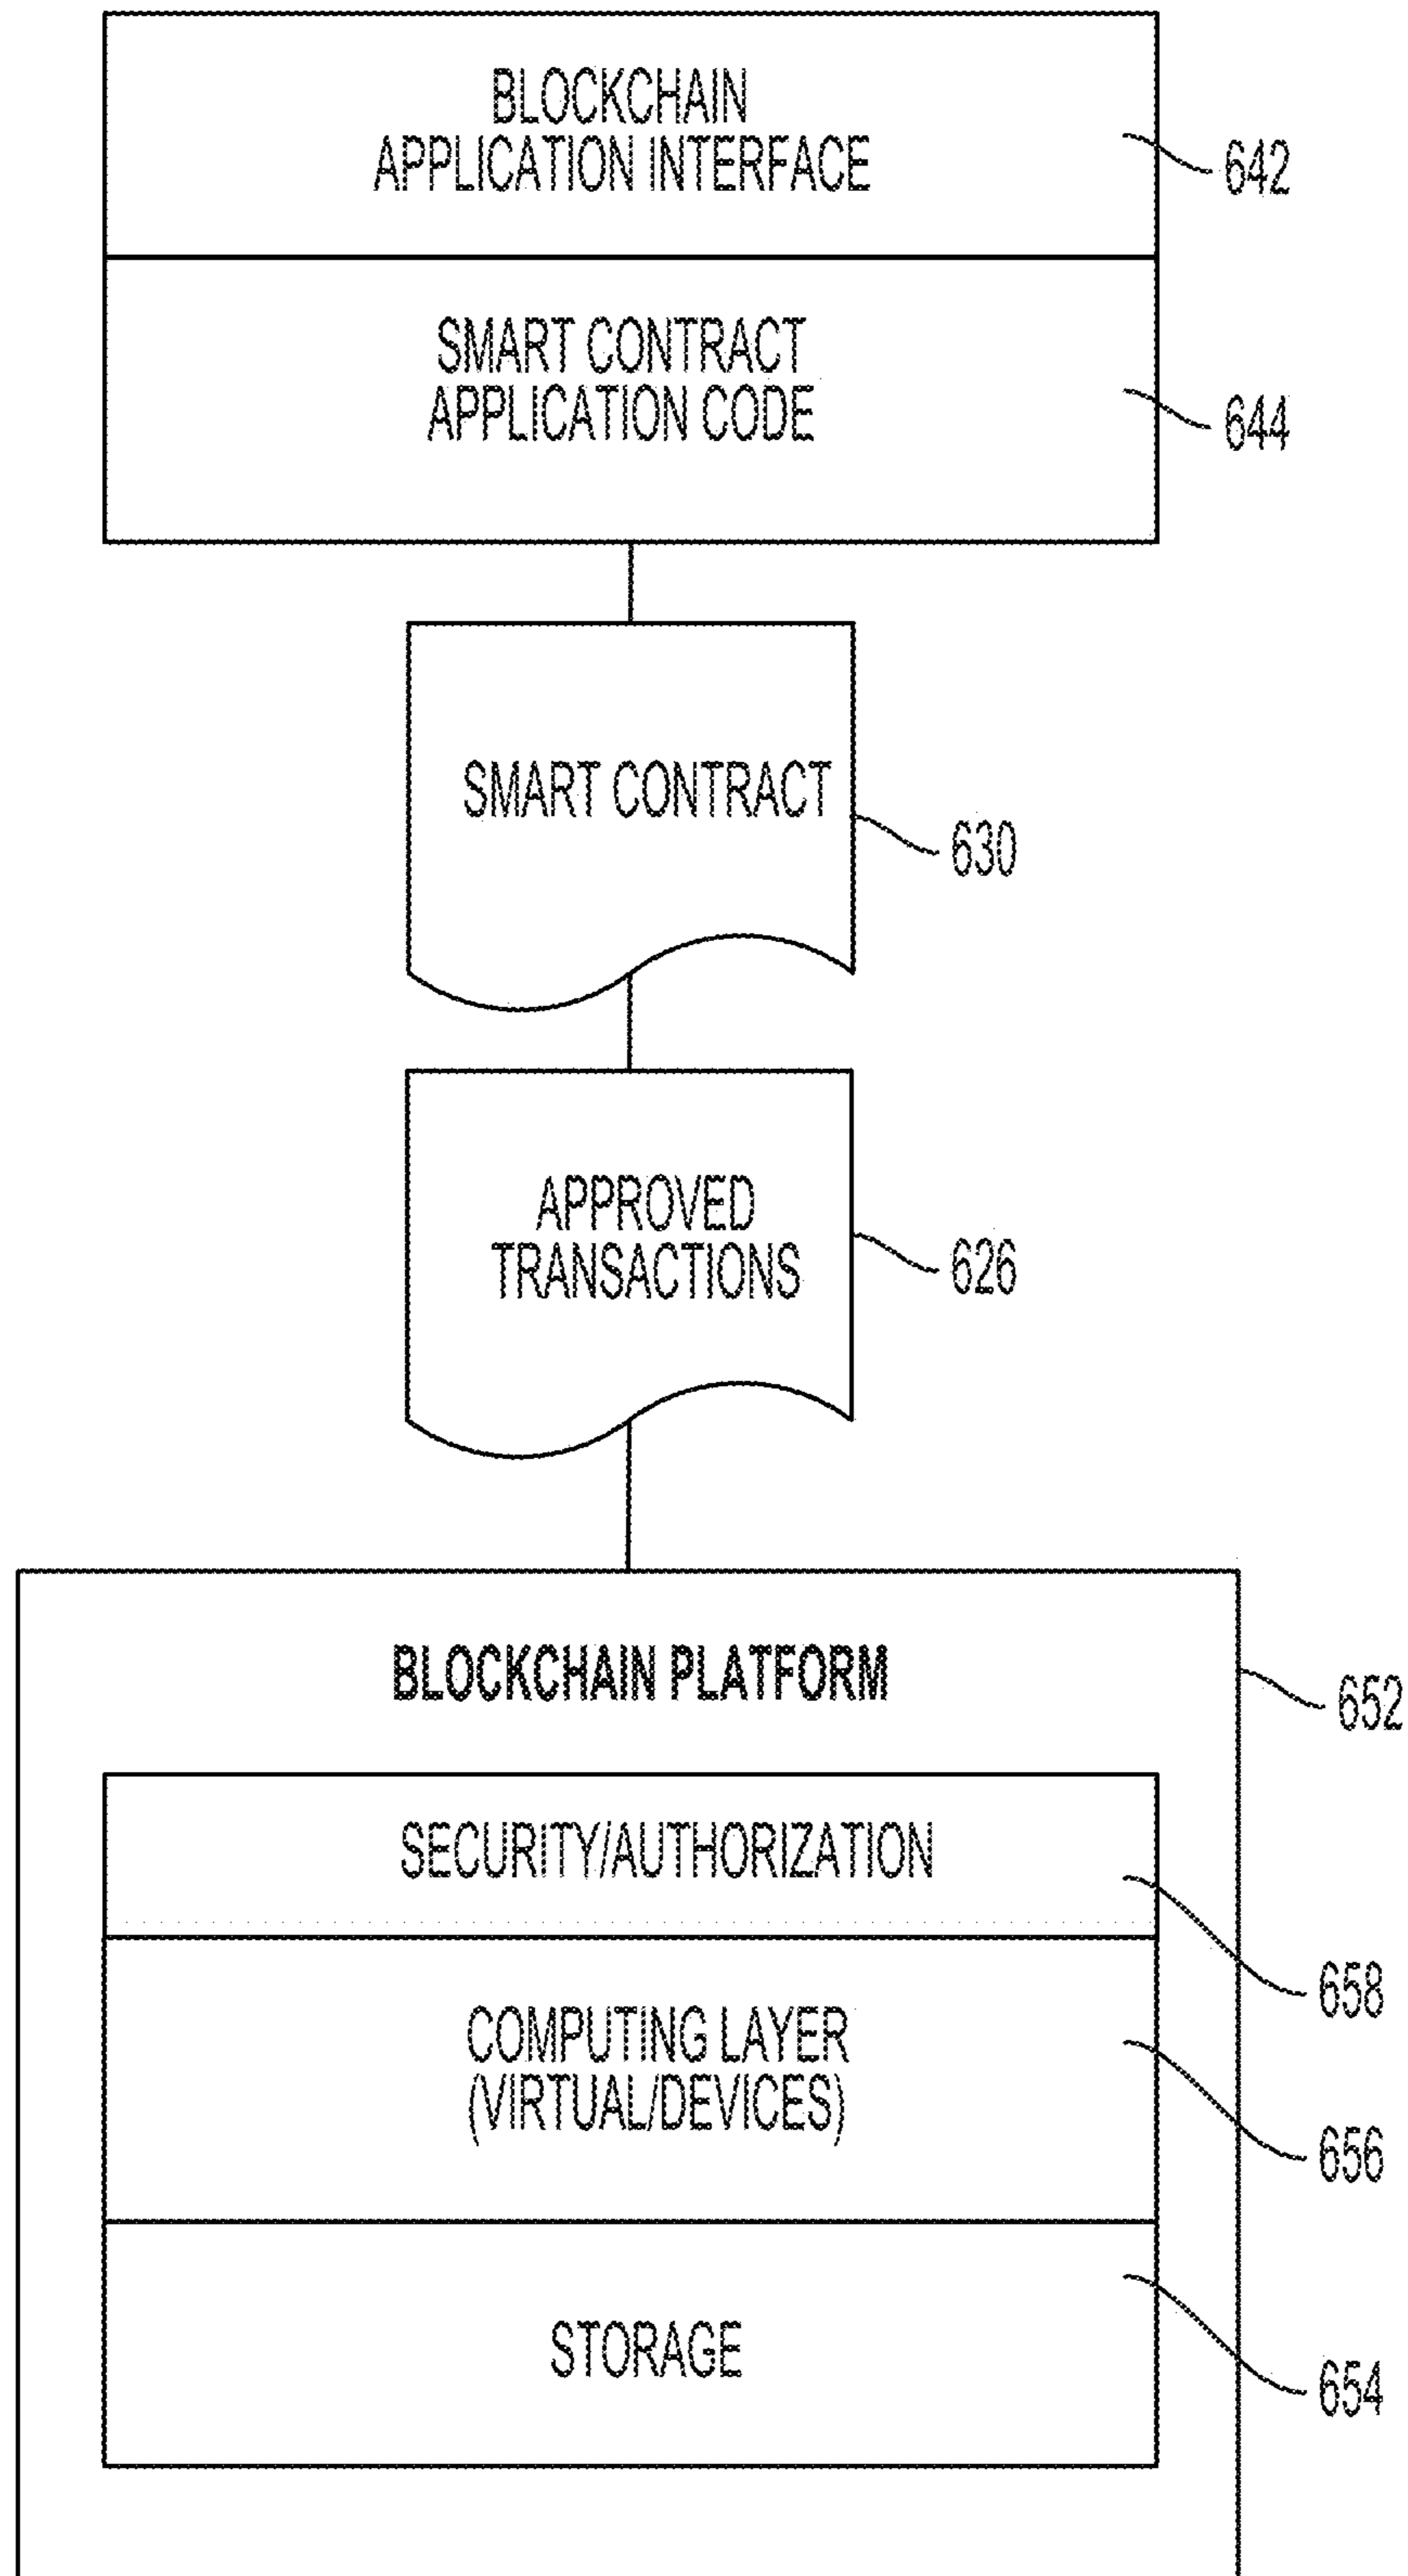 BLOCKCHAIN
APPLICATION INTERFACE
642
SMART CONTRACT
APPLICATION CODE
644
SMART CONTRACT
630
APPROVED
TRANSACTIONS
626
BLOCKCHAIN PLATFORM
652
SECURITY/AUTHORIZATION
658
COMPUTING LAYER
(VIRTUAL/DEVICES)
656
STORAGE
654